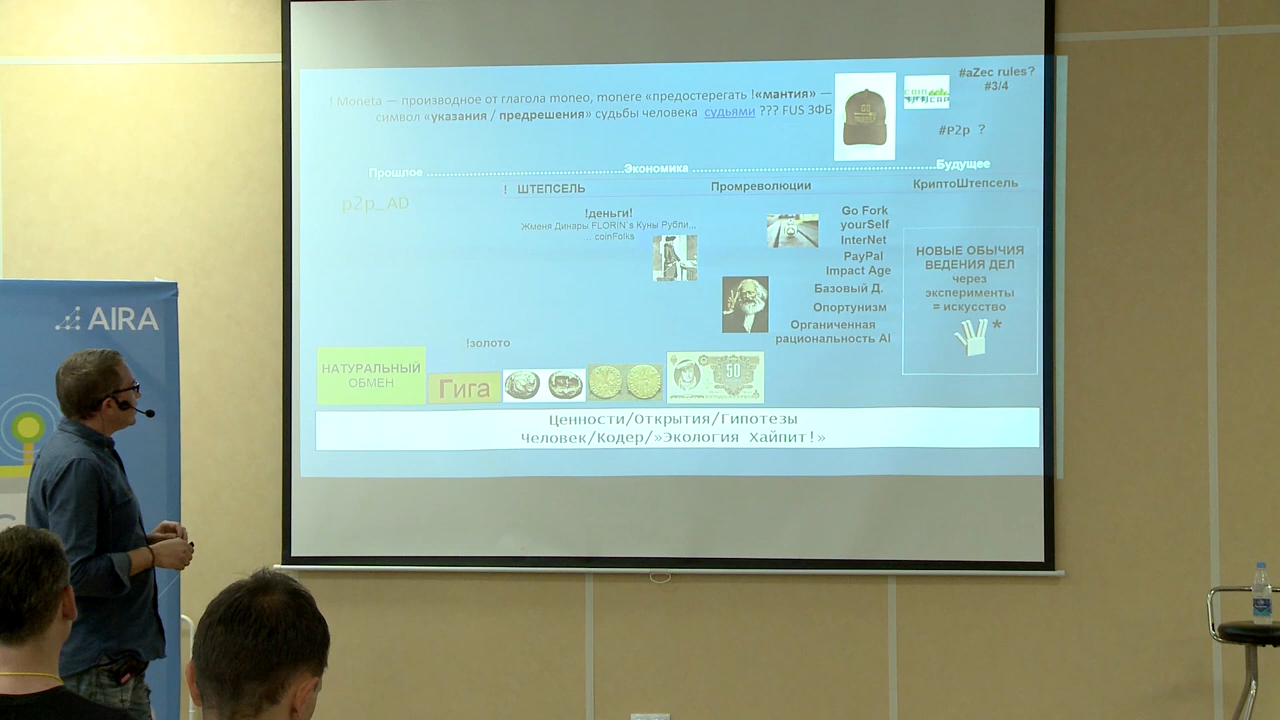 ! Moneta — производное от глагола moneo, monere «предостерегать !«мантия» —
символ «указания / предрешения» судьбы человека судьями ??? FUS ЗФБ
#aZec rules?
#3/4
#P2p ?
Прошлое
Экономика
Будущее
! ШТЕПСЕЛЬ
Промреволюции
КриптоШтепсель
p2p_AD
!деньги!
Жменя Динары FLORIN`s Куны Рубли...
... coinFolks
Go Fork
yourSelf
InterNet
PayPal
Impact Age
Базовый Д.
Опортунизм
Органиченная
рациональность AI
НОВЫЕ ОБЫЧИЯ
ВЕДЕНИЯ ДЕЛ
через
эксперименты
= искусство
*
!золото
НАТУРАЛЬНЫЙ
ОБМЕН
Гига
50
Ценности/Открытия/Гипотезы
Человек/Кодер/»Экология Хайпит!»
AIRA